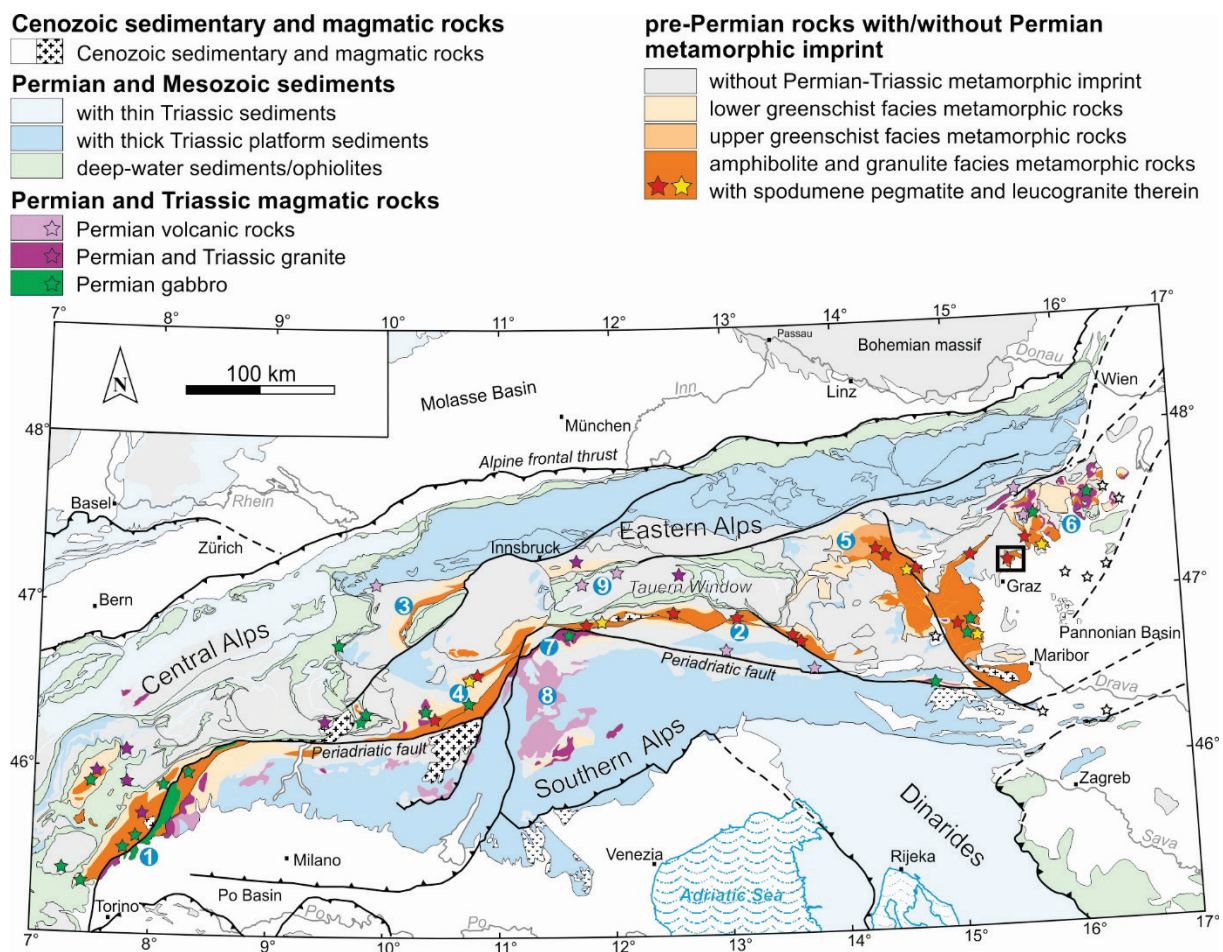 Cenozoic sedimentary and magmatic rocks
Cenozoic sedimentary and magmatic rocks
Permian and Mesozoic sediments
with thin Triassic sediments
with thick Triassic platform sediments
deep-water sediments/ophiolites
Permian and Triassic magmatic rocks
Permian volcanic rocks
Permian and Triassic granite
Permian gabbro
pre-Permian rocks with/without Permian
metamorphic imprint
without Permian-Triassic metamorphic imprint
lower greenschist facies metamorphic rocks
upper greenschist facies metamorphic rocks
amphibolite and granulite facies metamorphic rocks
with spodumene pegmatite and leucogranite therein
7° 8° 9° 10° 11° 12° 13° 14° 15° 16° 17°
N
100 km
Passau
Bohemian massif
Donau
Wien
Linz
Inn
Molasse Basin
München
48°
48°
Alpine frontal thrust
Basel
Rhein
Zürich
Eastern Alps
Innsbruck
6
5
Bern
47°
9
Tauern Window
Graz
47°
3
Central Alps
2
Pannonian Basin
7
Periadriatic fault
Maribor
4
8
Drava
46°
Periadriatic fault
46°
Southern Alps
Zagreb
1
Milano
Venezia
Dinarides
Rijeka
Sava
Torino
Po Basin
Adriatic Sea
Po
Po
7° 8° 9° 10° 11° 12° 13° 14° 15° 16°